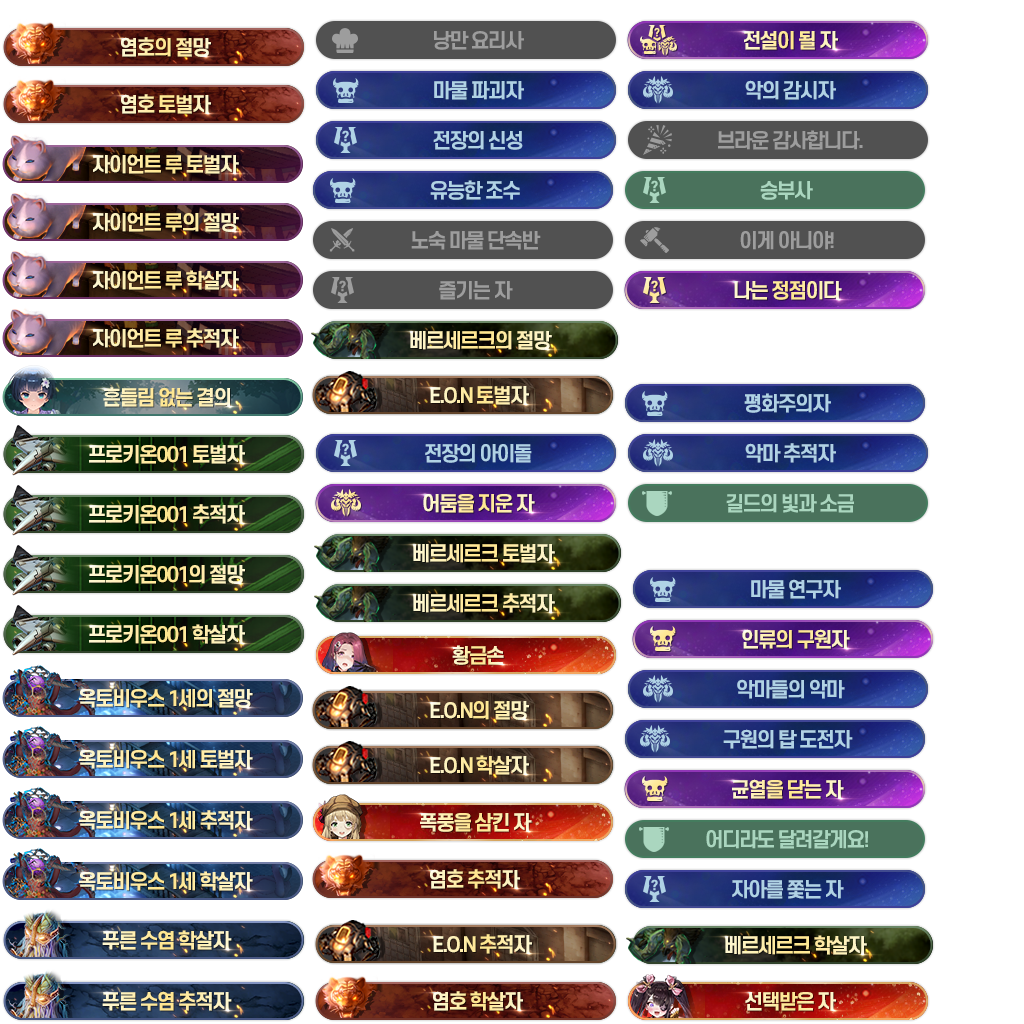 염호의 절망
염호 토벌자
자이언트 루 토벌자
자이언트 루의 절망
자이언트 루 학살자
자이언트 루 추적자
흔들림 없는 결의
프로키온001 토벌자
프로키온001 추적자
프로키온001의 절망
프로키온001 학살자
옥토비우스 1세의 절망
옥토비우스 1세 토벌자
옥토비우스 1세 추적자
옥토비우스 1세 학살자
푸른 수염 학살자
푸른 수염 추적자
낭만 요리사
마물 파괴자
전장의 신성
유능한 조수
노숙 마물 단속반
즐기는 자
베르세르크의 절망
E.O.N 토벌자
전장의 아이돌
어둠을 지운 자
베르세르크 토벌자
베르세르크 추적자
황금손
E.O.N의 절망
E.O.N 학살자
폭풍을 삼킨 자
염호 추적자
E.O.N 추적자
염호 학살자
전설이 될 자
악의 감시자
브라운 감사합니다.
승부사
이게 아니야!
나는 정점이다
평화주의자
악마 추적자
길드의 빛과 소금
마물 연구자
인류의 구원자
악마들의 악마
구원의 탑 도전자
균열을 닫는 자
어디라도 달려갈게요!
자아를 쫓는 자
베르세르크 학살자
선택받은 자